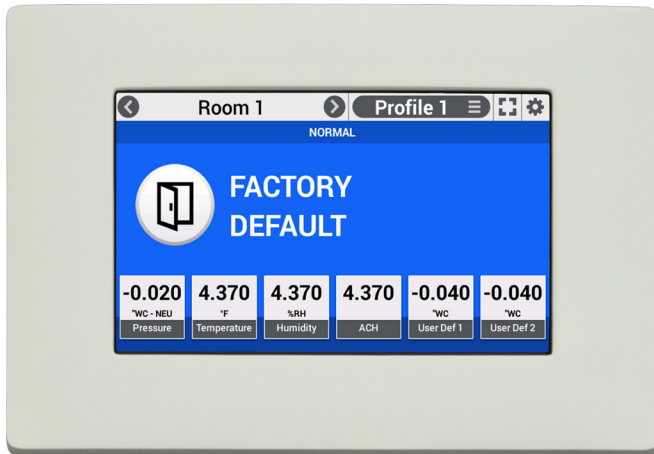 Room 1
Profile 1
NORMAL
FACTORY
DEFAULT
-0.020 4.370 4.370 4.370 -0.040 -0.040
"WC - NEU °F %RH "WC "WC
Pressure Temperature Humidity ACH User Def 1 User Def 2